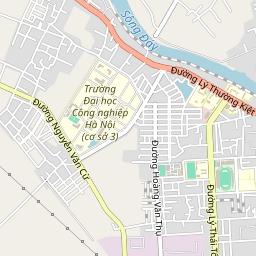 Sông Đáy
Đường Lý Thường Kiệt
Trường
Đại học
Công nghiệp
Hà Nội
(cơ sở 3)
Đường Nguyễn Văn Cừ
Đường Hoàng Văn Thụ
Đường Lý Thái Tổ